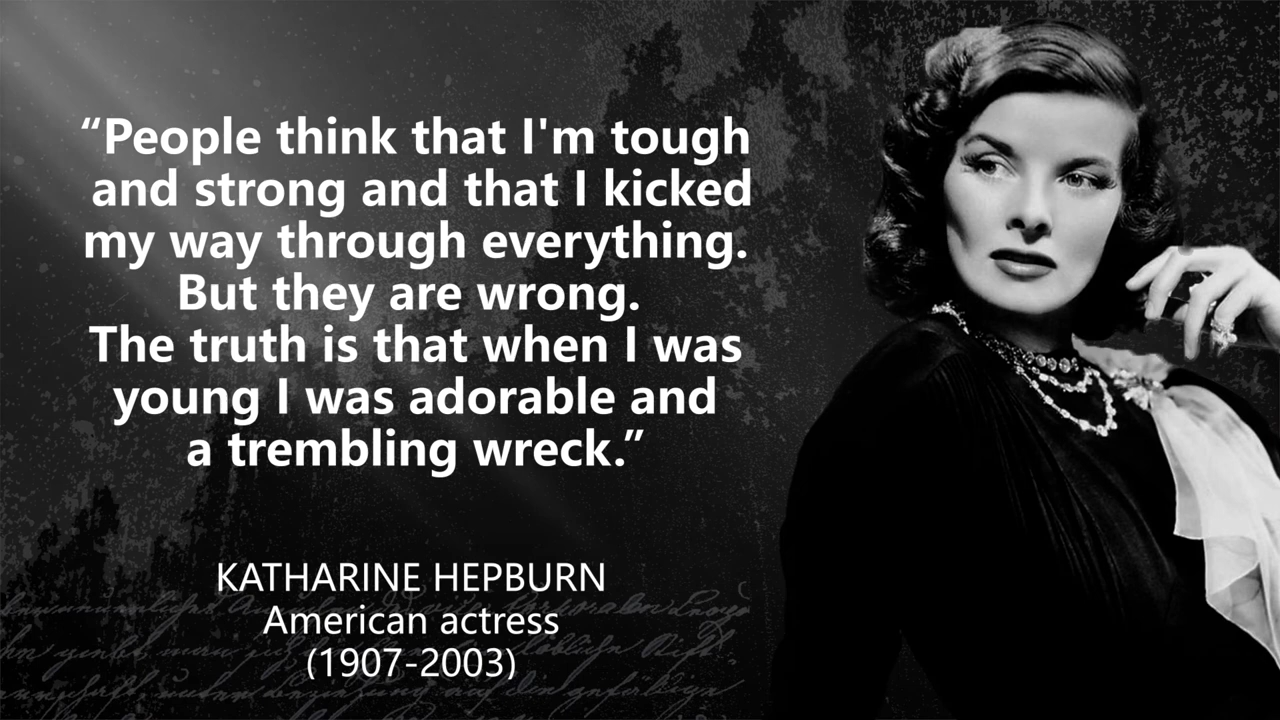 “People think that I'm tough
and strong and that I kicked
my way through everything.
But they are wrong.
The truth is that when I was
young I was adorable and
a trembling wreck.”
KATHARINE HEPBURN
American actress
(1907-2003)